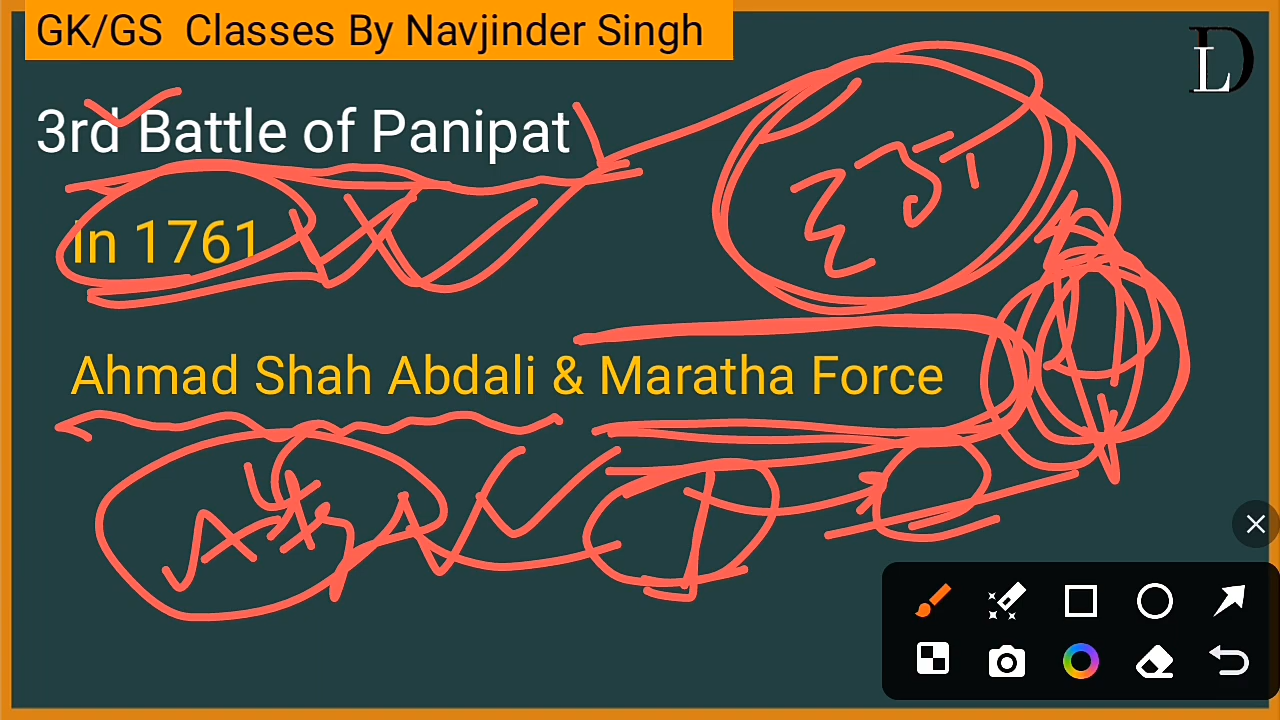 GK/GS Classes By Navjinder Singh
3rd Battle of Panipat
in 1761
Ahmad Shah Abdali & Maratha Force